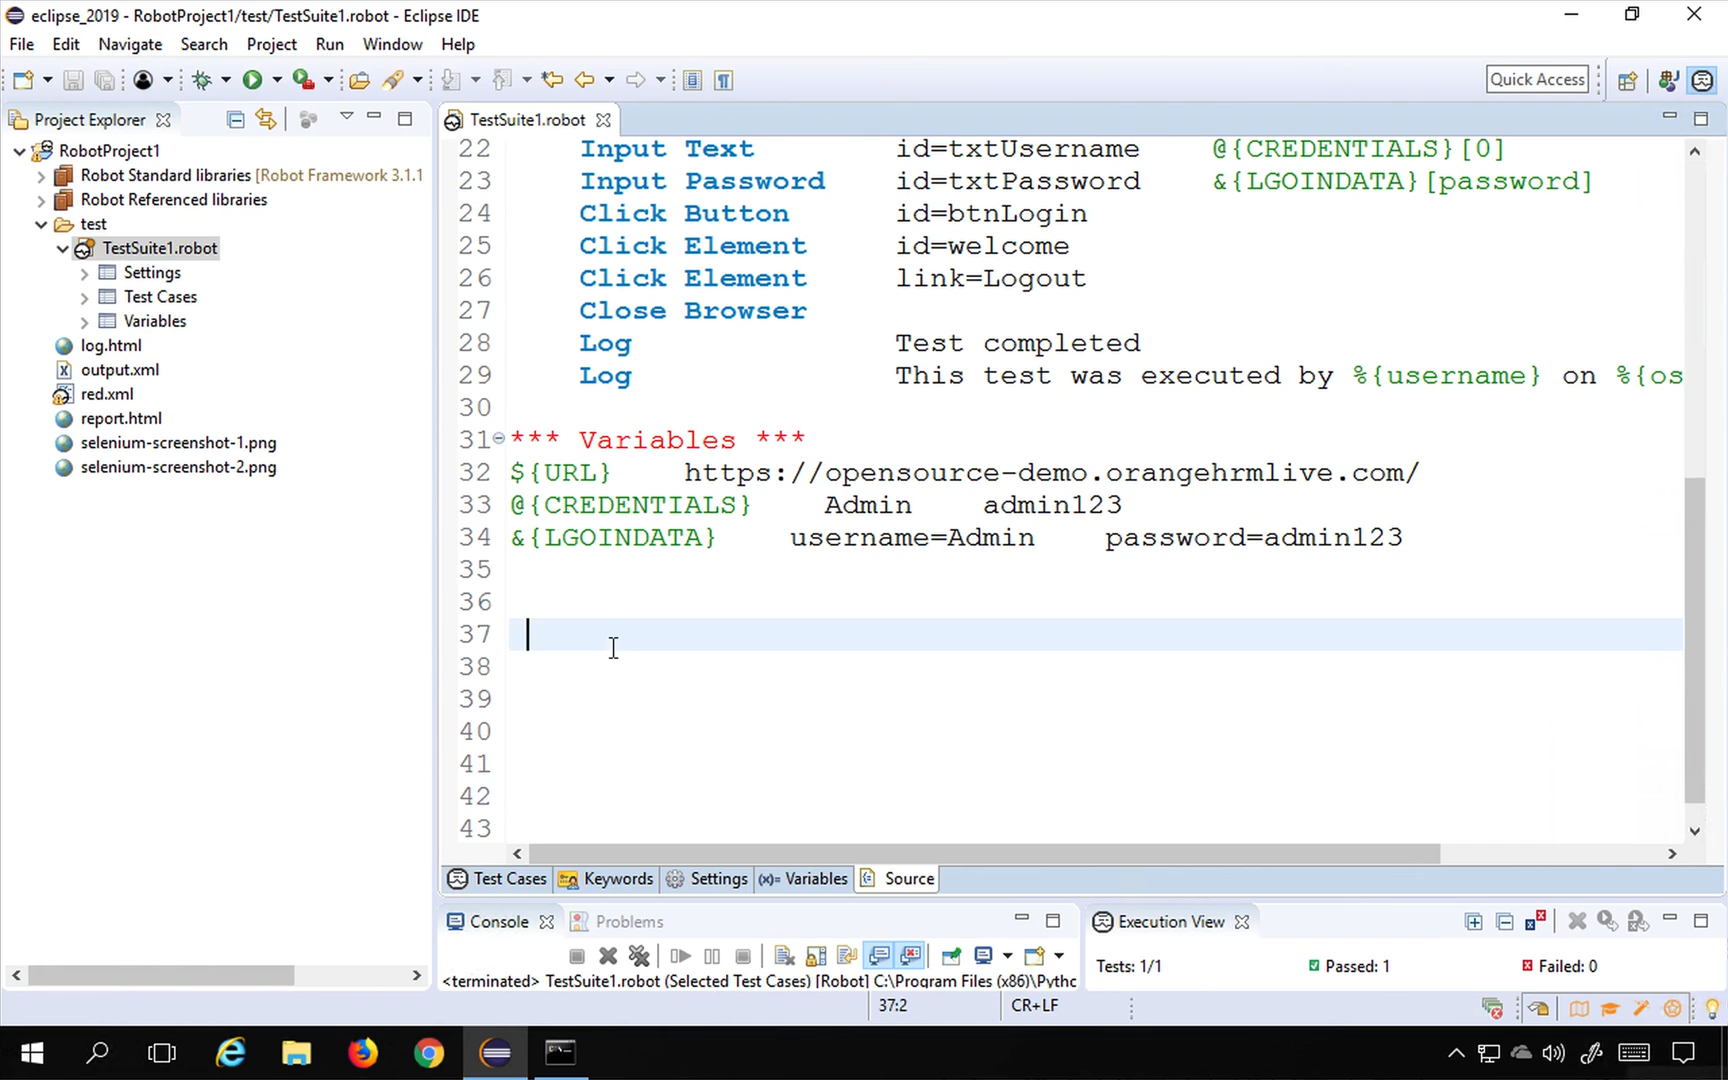 eclipse_2019 - RobotProject1/test/TestSuite1.robot - Eclipse IDE
File Edit Navigate Search Project Run Window Help
Quick Access
Project Explorer
RobotProject1
Robot Standard libraries [Robot Framework 3.1.1
Robot Referenced libraries
test
TestSuite1.robot
Settings
Test Cases
Variables
log.html
output.xml
red.xml
report.html
selenium-screenshot-1.png
selenium-screenshot-2.png
TestSuite1.robot
22 Input Text id=txtUsername @{CREDENTIALS}[0]
23 Input Password id=txtPassword &{LGOINDATA}[password]
24 Click Button id=btnLogin
25 Click Element id=welcome
26 Click Element link=Logout
27 Close Browser
28 Log Test completed
29 Log This test was executed by %{username} on %{os
30
31 *** Variables ***
32 ${URL} https://opensource-demo.orangehrmlive.com/
33 @{CREDENTIALS} Admin admin123
34 &{LGOINDATA} username=Admin password=admin123
35
36
37
38
39
40
41
42
43
Test Cases Keywords Settings (x)= Variables Source
Console Problems
<terminated> TestSuite1.robot (Selected Test Cases) [Robot] C:\Program Files (x86)\Pythc
Execution View
Tests: 1/1 Passed: 1 Failed: 0
37:2 CR+LF